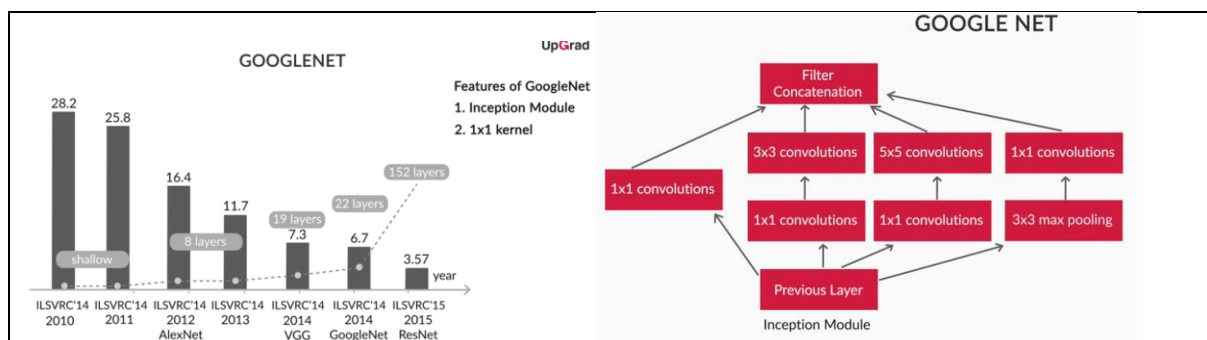 UpGrad
GOOGLENET
Features of GoogleNet
1. Inception Module
2. 1x1 kernel
28.2
25.8
16.4
11.7
7.3
6.7
3.57
shallow
8 layers
19 layers
22 layers
152 layers
year
ILSVRC'14
2010
ILSVRC'14
2011
ILSVRC'14
2012
AlexNet
ILSVRC'14
2013
ILSVRC'14
2014
VGG
ILSVRC'14
2014
GoogleNet
ILSVRC'15
2015
ResNet
GOOGLE NET
Filter
Concatenation
3x3 convolutions
5x5 convolutions
1x1 convolutions
1x1 convolutions
1x1 convolutions
1x1 convolutions
3x3 max pooling
Previous Layer
Inception Module